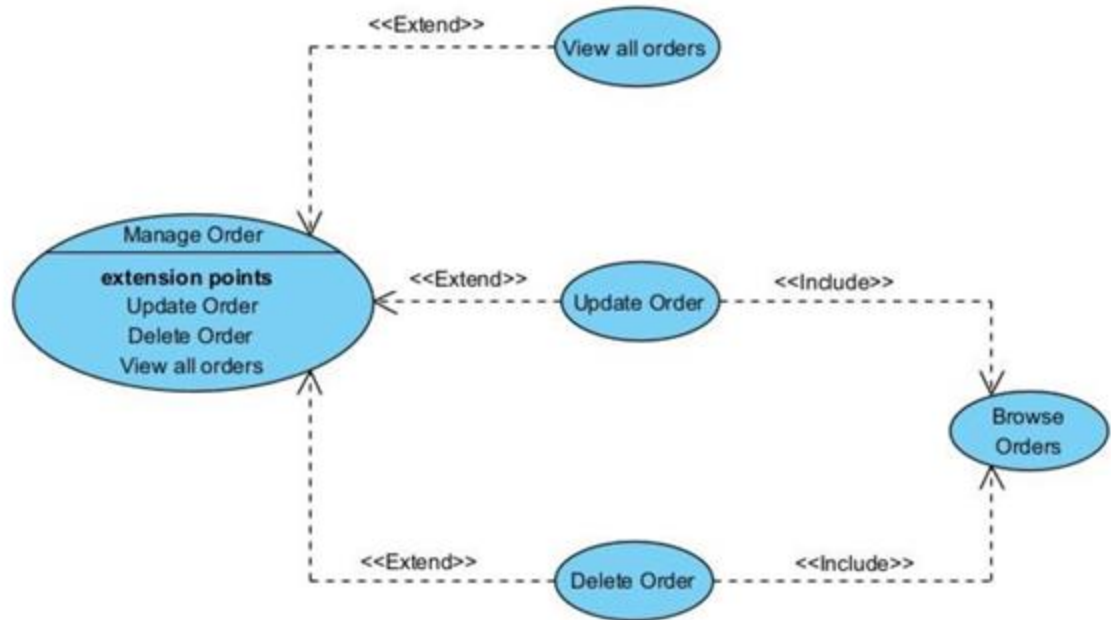 <<Extend>>
View all orders
Manage Order
extension points
Update Order
Delete Order
View all orders
<<Extend>>
Update Order
<<Include>>
Browse
Orders
<<Extend>>
Delete Order
<<Include>>